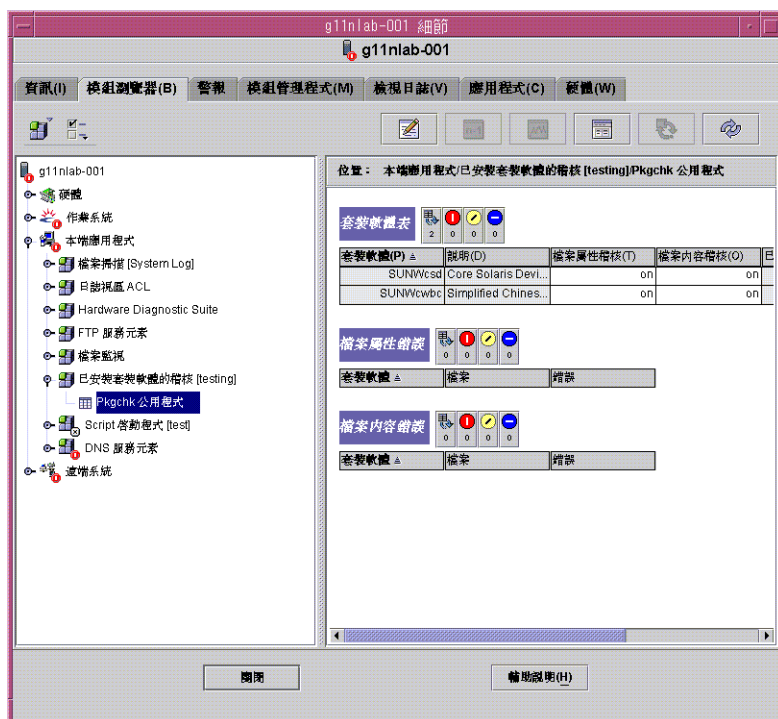 g11nlab-001 細節
g11nlab-001
資訊(I) 模組瀏覽器(B) 警報 模組管理程式(M) 檢視日誌(V) 應用程式(C) 硬體(W)
位置： 本端應用程式/已安裝套裝軟體的稽核 [testing]/Pkgchk 公用程式
g11nlab-001
硬體
作業系統
本端應用程式
檔案掃描 [System Log]
日誌視區 ACL
Hardware Diagnostic Suite
FTP 服務元素
檔案監視
已安裝套裝軟體的稽核 [testing]
Pkgchk 公用程式
Script 啓動程式 [test]
DNS 服務元素
遠端系統
套裝軟體表 2 0 0 0
套裝軟體(P) 說明(D) 檔案屬性稽核(T) 檔案內容稽核(O) 已
SUNWcsd Core Solaris Devi... on on
SUNWcwbc Simplified Chines... on on
檔案屬性錯誤 0 0 0 0
套裝軟體 檔案 錯誤
檔案內容錯誤 0 0 0 0
套裝軟體 檔案 錯誤
關閉 輔助說明(H)